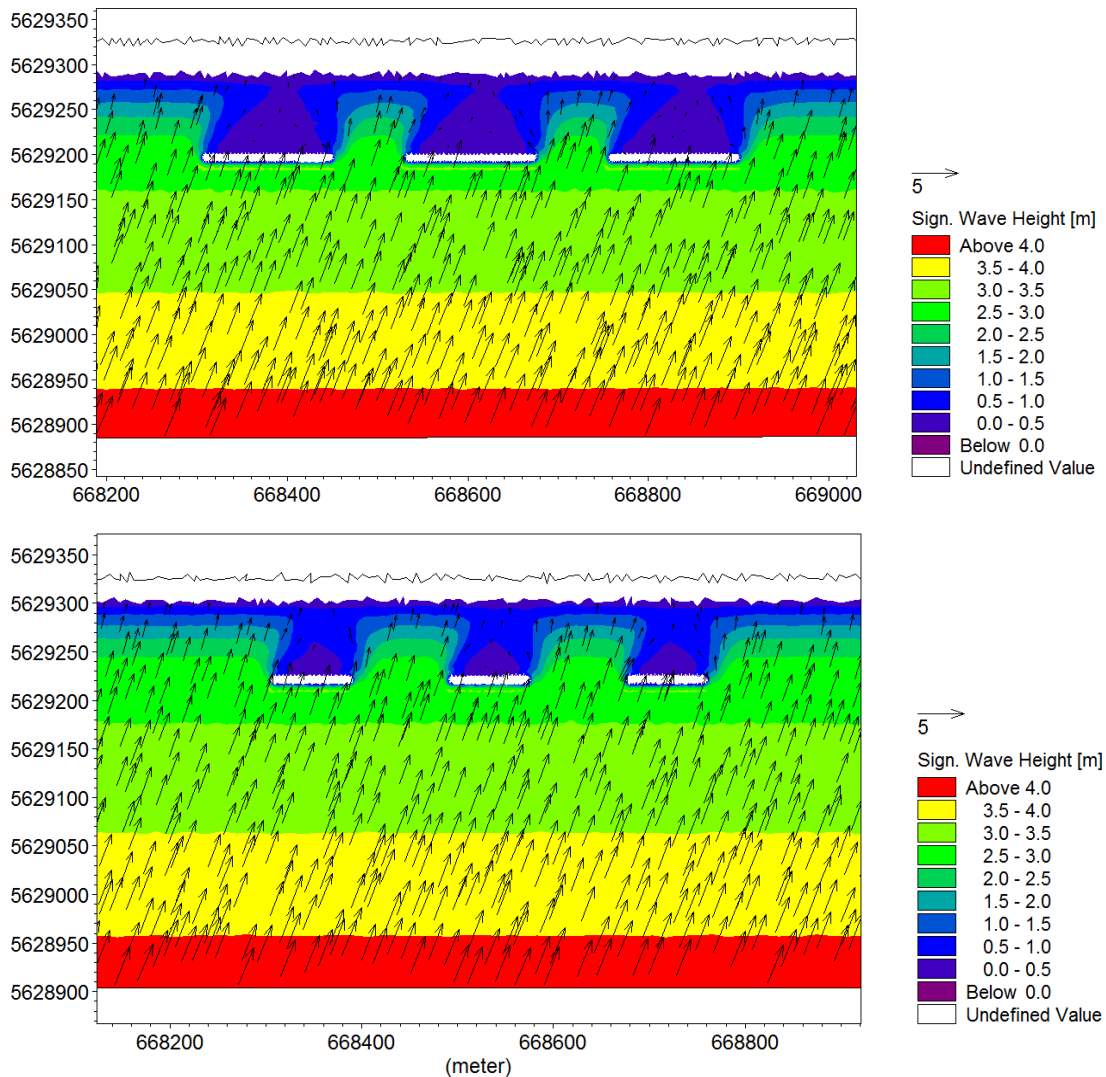 5629350
5629300
5629250
5629200
5629150
5629100
5629050
5629000
5628950
5628900
5628850
668200 668400 668600 668800 669000
5
Sign. Wave Height [m]
Above 4.0
3.5 - 4.0
3.0 - 3.5
2.5 - 3.0
2.0 - 2.5
1.5 - 2.0
1.0 - 1.5
0.5 - 1.0
0.0 - 0.5
Below 0.0
Undefined Value
5629350
5629300
5629250
5629200
5629150
5629100
5629050
5629000
5628950
5628900
668200 668400 668600 668800
(meter)
5
Sign. Wave Height [m]
Above 4.0
3.5 - 4.0
3.0 - 3.5
2.5 - 3.0
2.0 - 2.5
1.5 - 2.0
1.0 - 1.5
0.5 - 1.0
0.0 - 0.5
Below 0.0
Undefined Value